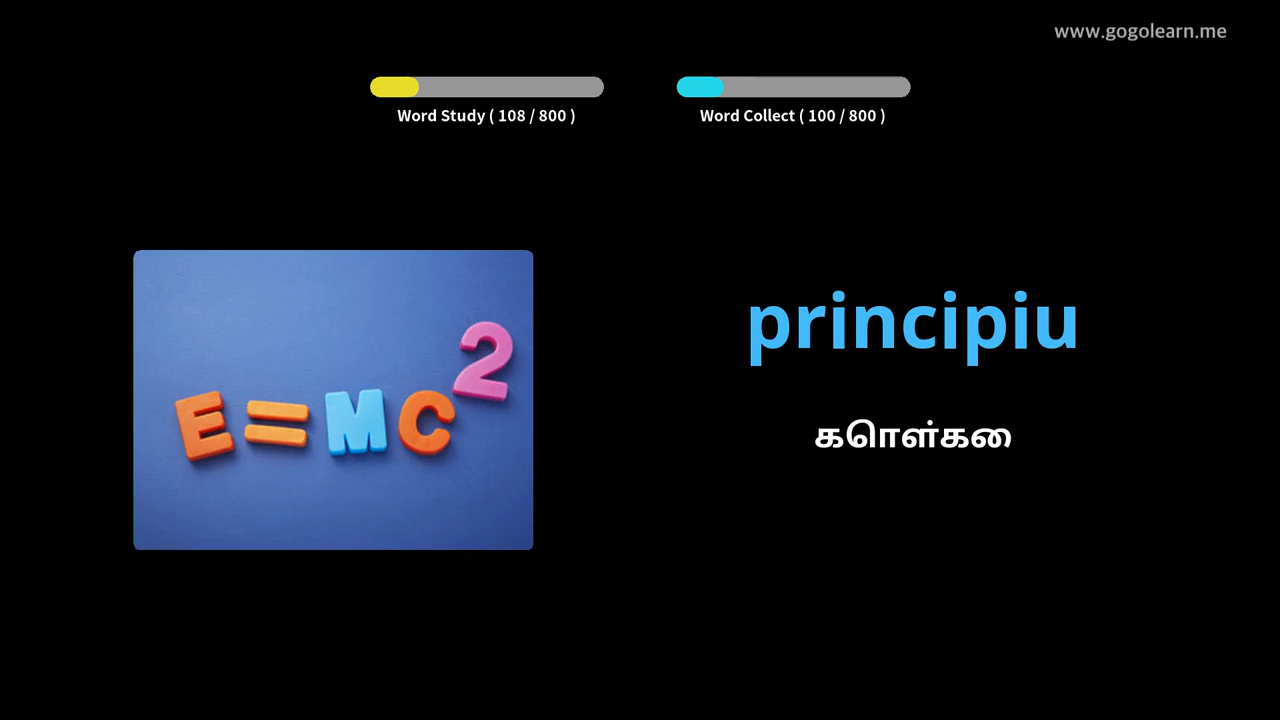 www.gogolearn.me
Word Study ( 108 / 800 )
Word Collect ( 100 / 800 )
E=MC2
principiu
கொள்கை